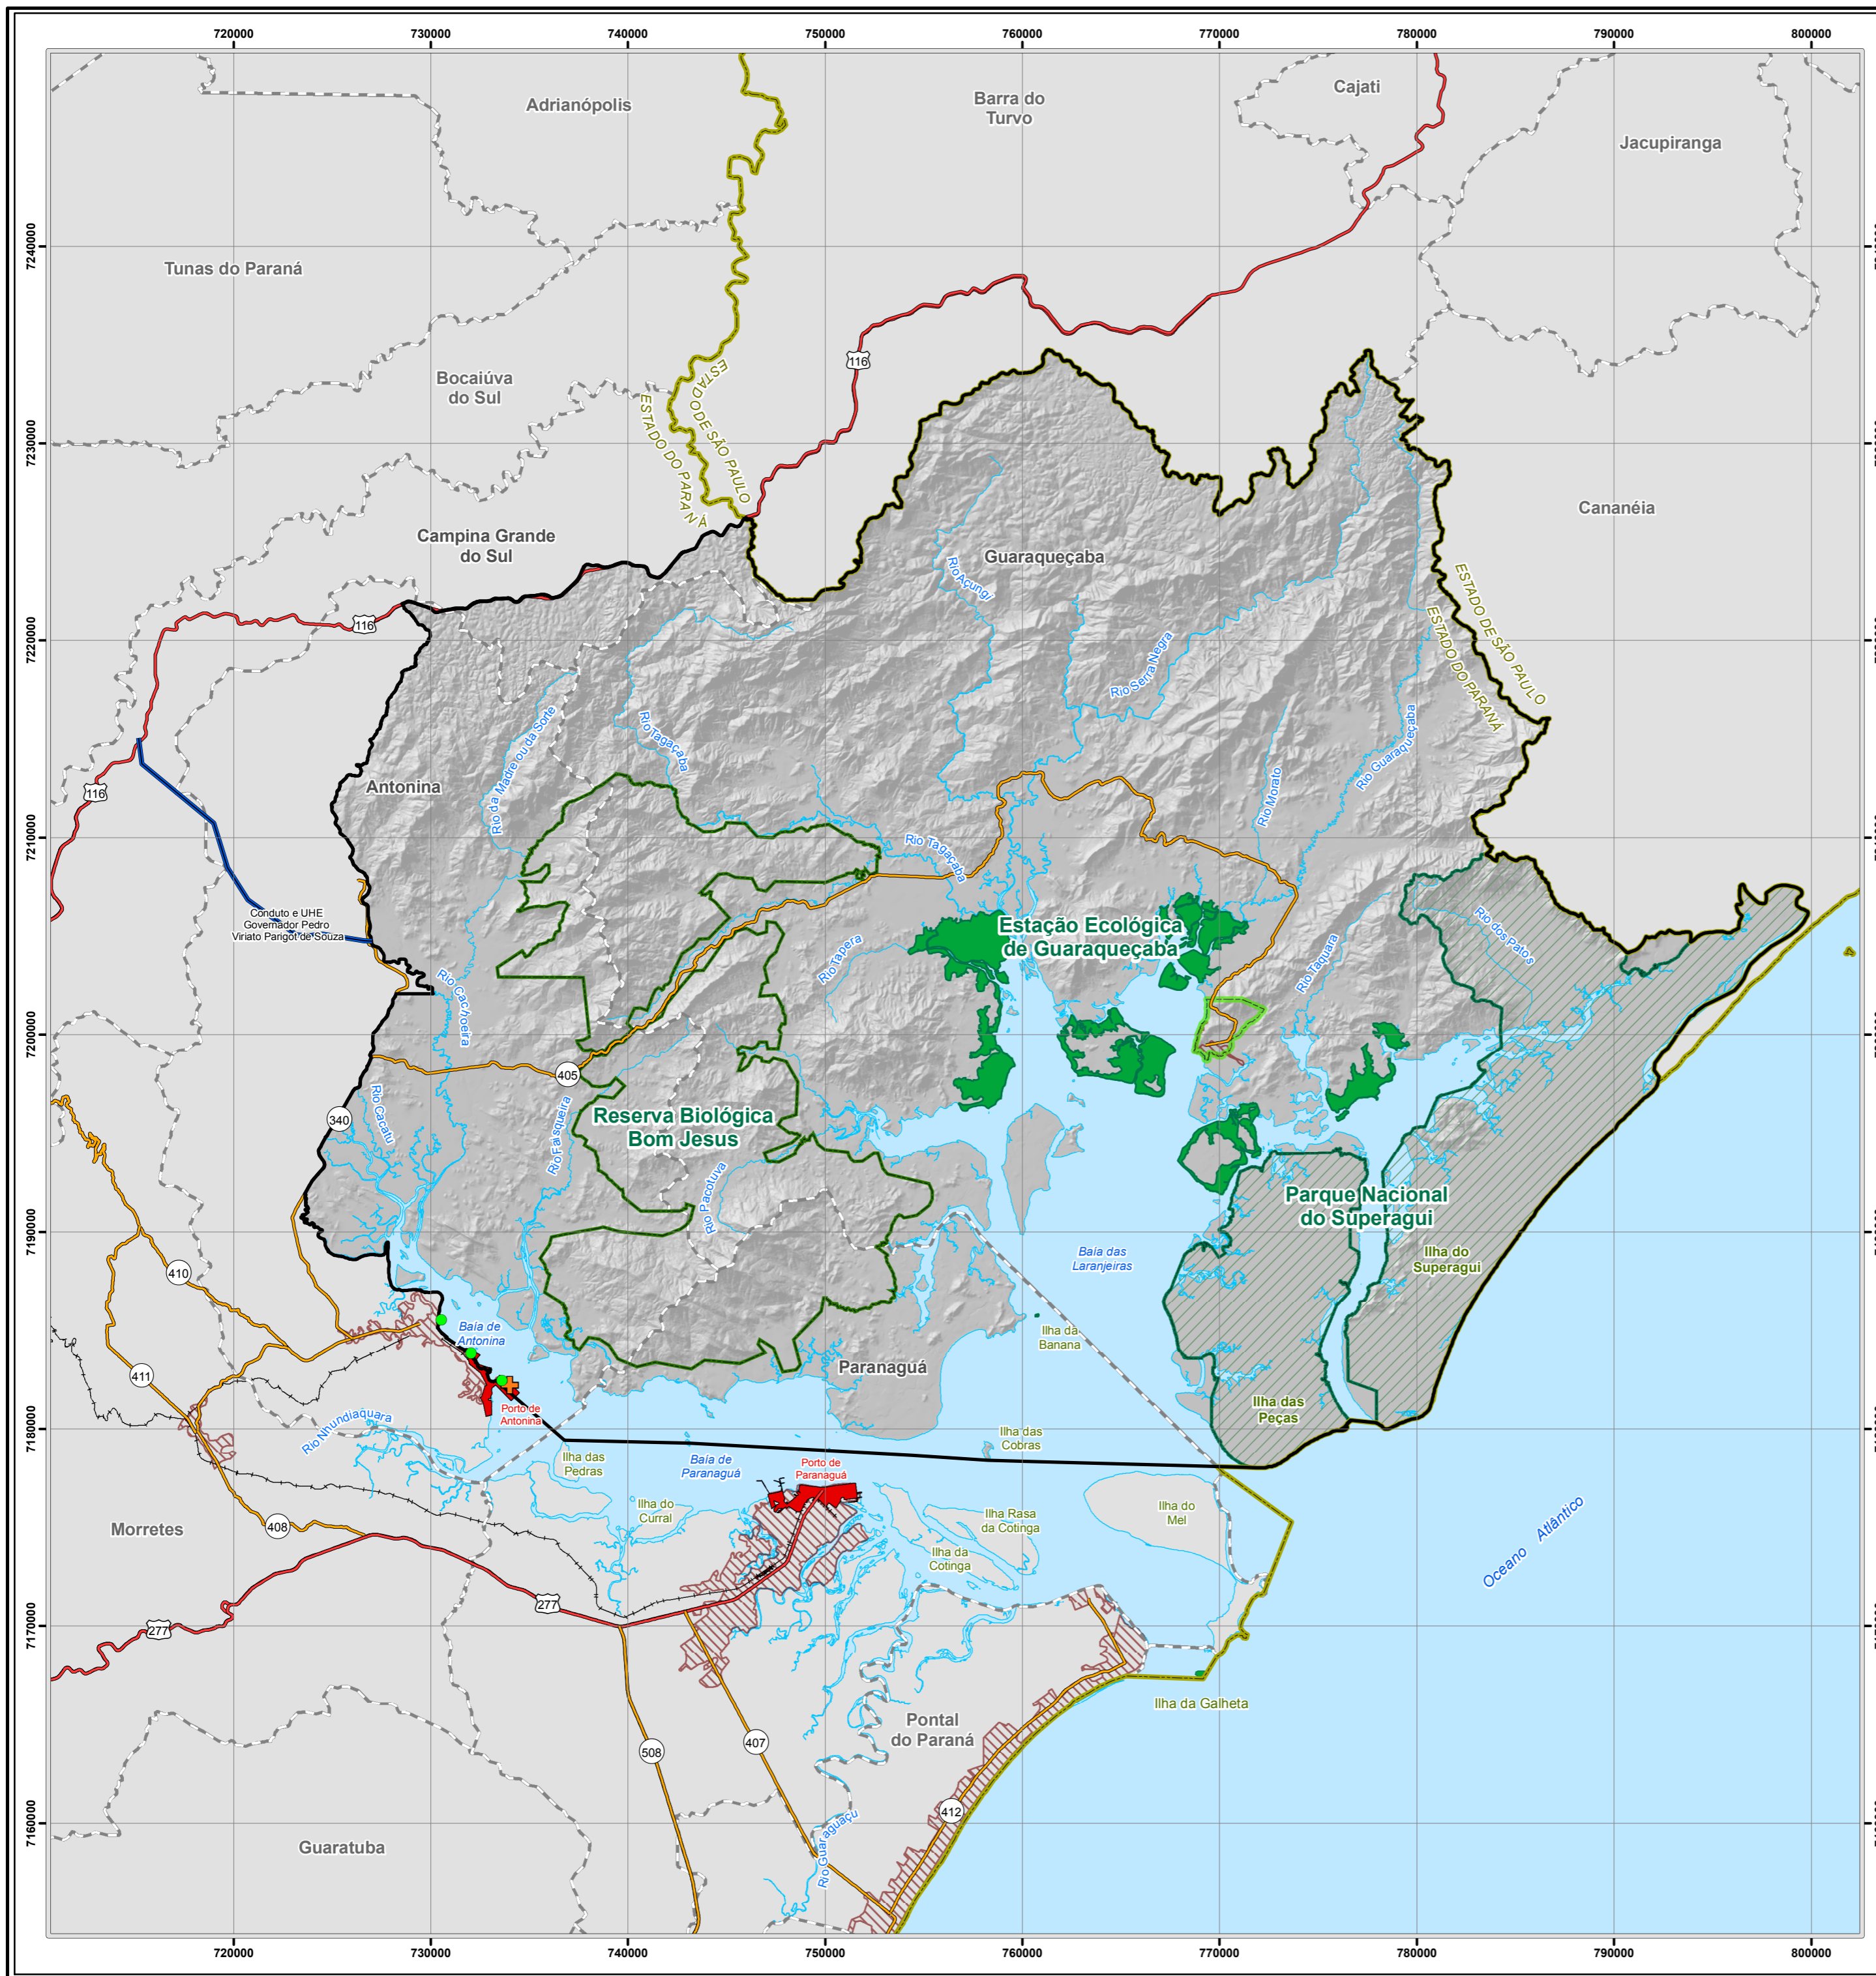 720000 730000 740000 750000 760000 770000 780000 790000 800000
Adrianópolis
Barra do
Turvo
Cajati
Jacupiranga
7240000
Tunas do Paraná
116
Bocaiúva
do Sul
ESTADO DE SÃO PAULO
ESTADO DO PARANÁ
7230000
Cananéia
Campina Grande
do Sul
Guaraqueçaba
Rio Açungi
ESTADO DE SÃO PAULO
ESTADO DO PARANÁ
116
7220000
Rio Serra Negra
Rio da Madre ou da Sorte
Rio Tagaçaba
Rio Guaraqueçaba
Rio Morato
Antonina
116
7210000
Rio Tagaçaba
Conduto e UHE
Governador Pedro
Viriato Parigot de Souza
Estação Ecológica
de Guaraqueçaba
Rio dos Patos
Rio Tapera
Rio Taquara
Rio Cachoeira
7200000
405
340
Rio Cacatu
Rio Faisqueira
Reserva Biológica
Bom Jesus
Rio Pacotuva
Parque Nacional
do Superagui
7190000
Baía das
Laranjeiras
Ilha do
Superagui
410
Baía de
Antonina
Ilha da
Banana
Paranaguá
411
Porto de
Antonina
Ilha das
Peças
Rio Nhundiaquara
7180000
Ilha das
Cobras
Ilha das
Pedras
Baía de
Paranaguá
Porto de
Paranaguá
Ilha do
Curral
Ilha Rasa
da Cotinga
Ilha do
Mel
Morretes
408
Ilha da
Cotinga
Oceano Atlântico
277
277
7170000
Ilha da Galheta
Pontal
do Paraná
508
407
412
7160000
Rio Guaraguaçu
Guaratuba
720000 730000 740000 750000 760000 770000 780000 790000 800000